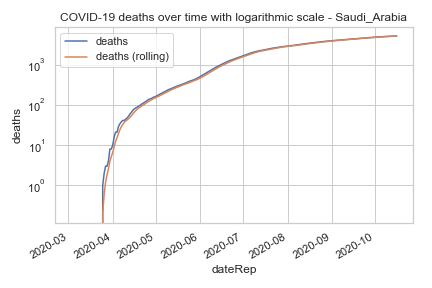 COVID-19 deaths over time with logarithmic scale - Saudi_Arabia
deaths
deaths (rolling)
10³
10²
10¹
10⁰
deaths
2020-03
2020-04
2020-05
2020-06
2020-07
2020-08
2020-09
2020-10
dateRep